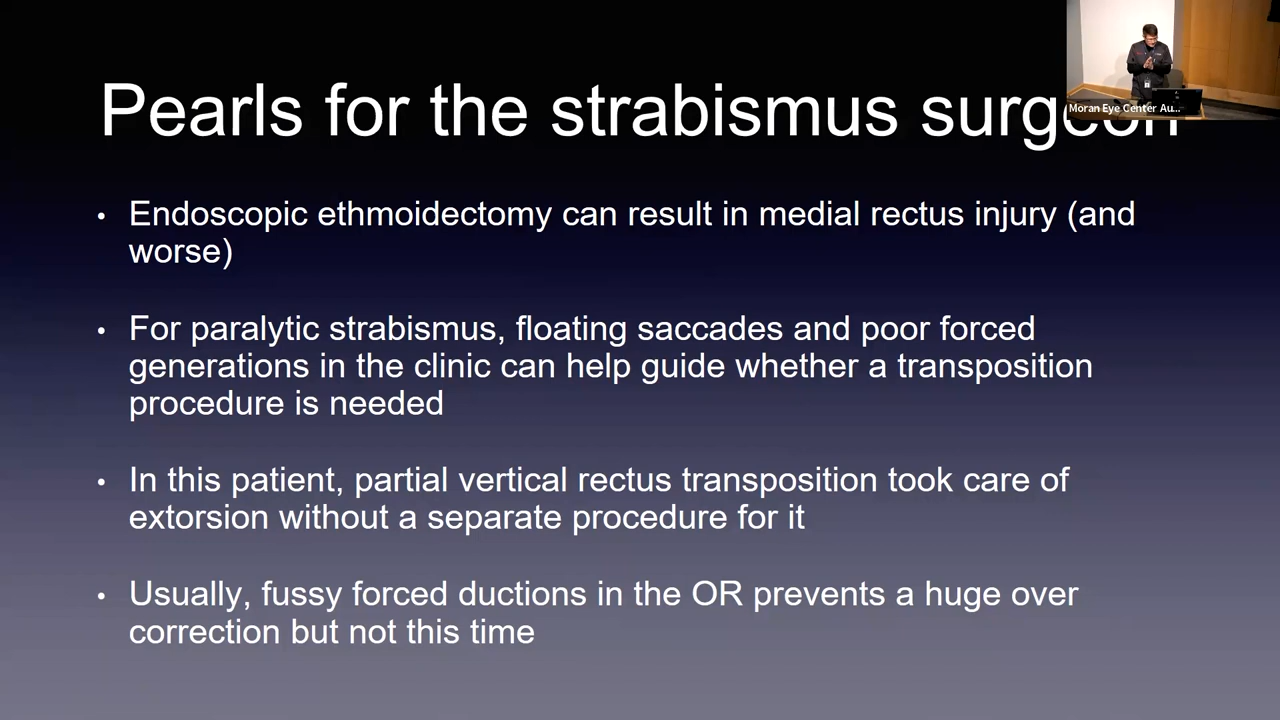 Pearls for the strabismus surgeon
Moran Eye Center Au...
• Endoscopic ethmoidectomy can result in medial rectus injury (and
worse)
• For paralytic strabismus, floating saccades and poor forced
generations in the clinic can help guide whether a transposition
procedure is needed
• In this patient, partial vertical rectus transposition took care of
extorsion without a separate procedure for it
• Usually, fussy forced ductions in the OR prevents a huge over
correction but not this time